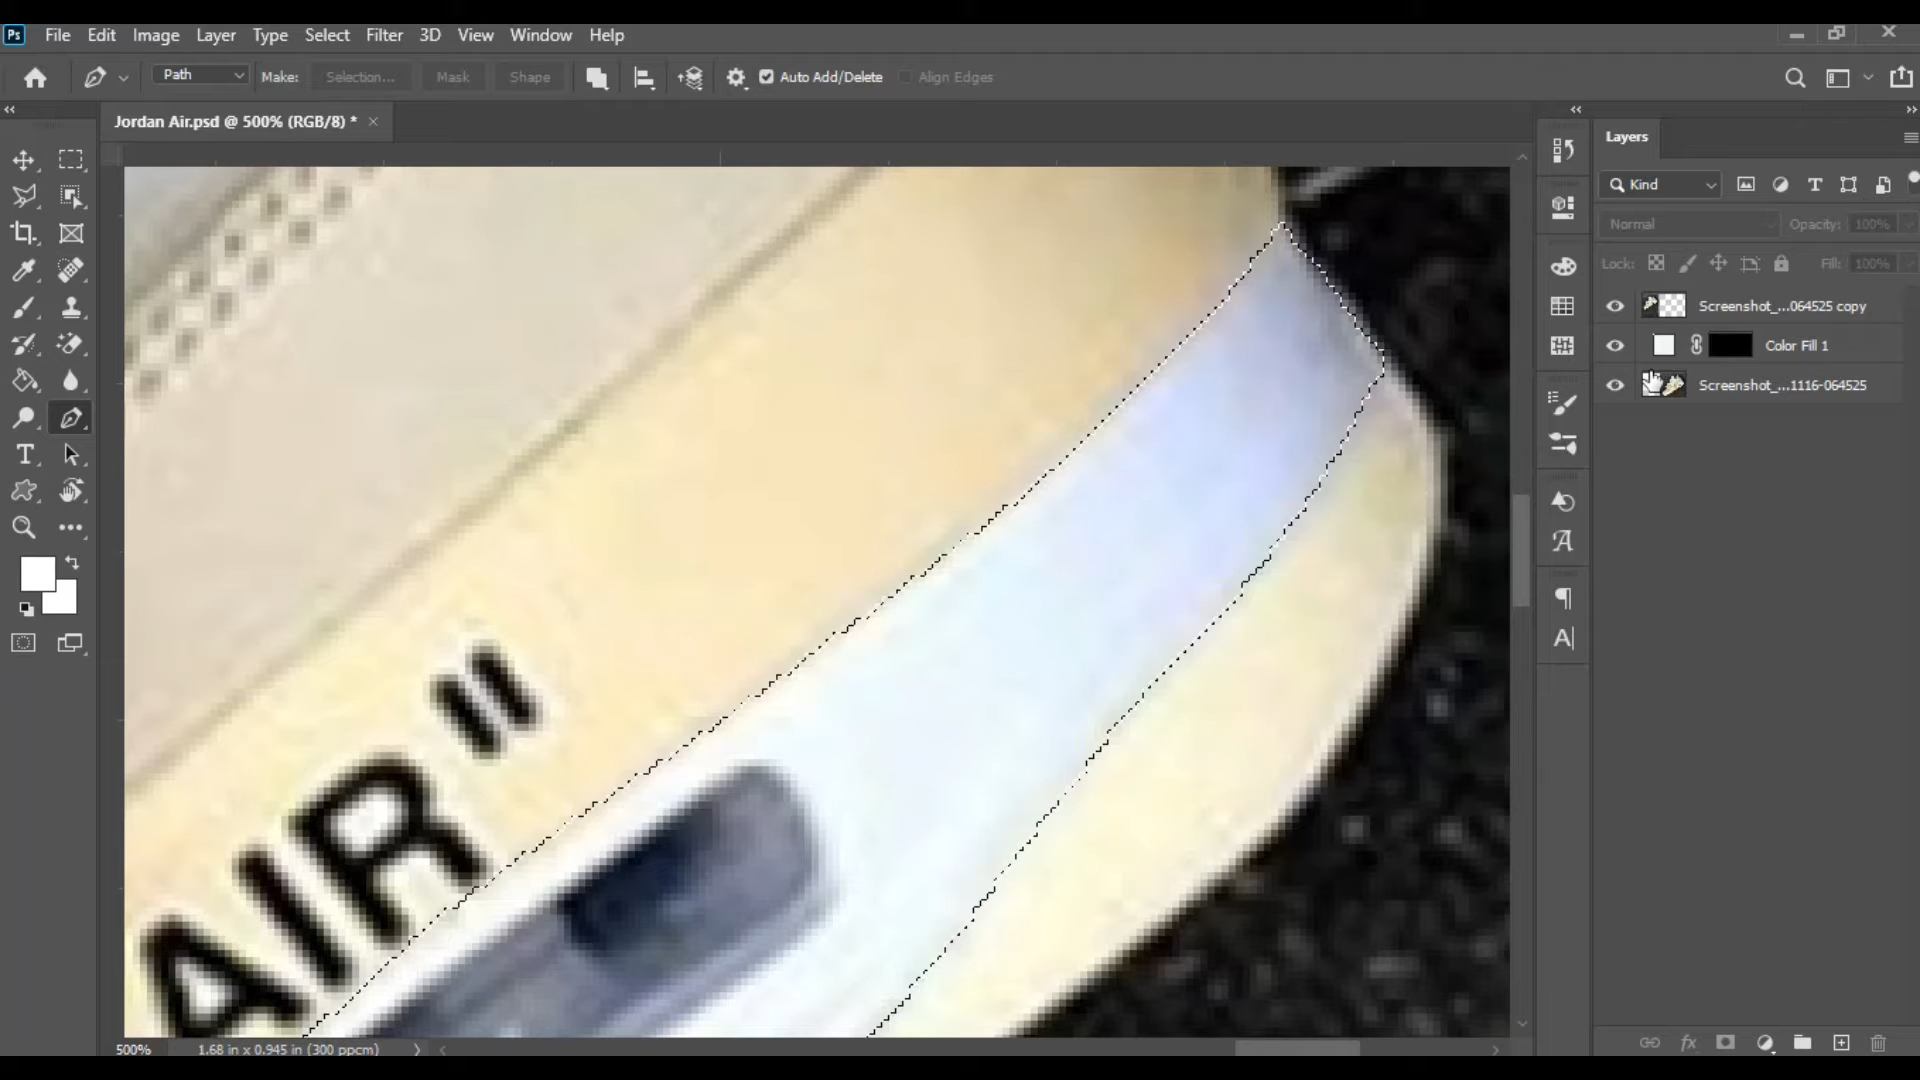 Ps File Edit Image Layer Type Select Filter 3D View Window Help
Path Make: Selection... Mask Shape Auto Add/Delete Align Edges
Jordan Air.psd @ 500% (RGB/8) * ×
Layers
Kind
Normal Opacity: 100%
Lock: Fill: 100%
Screenshot_...064525 copy
Color Fill 1
Screenshot_...1116-064525
AIR "
500% 1.68 in x 0.945 in (300 ppcm)